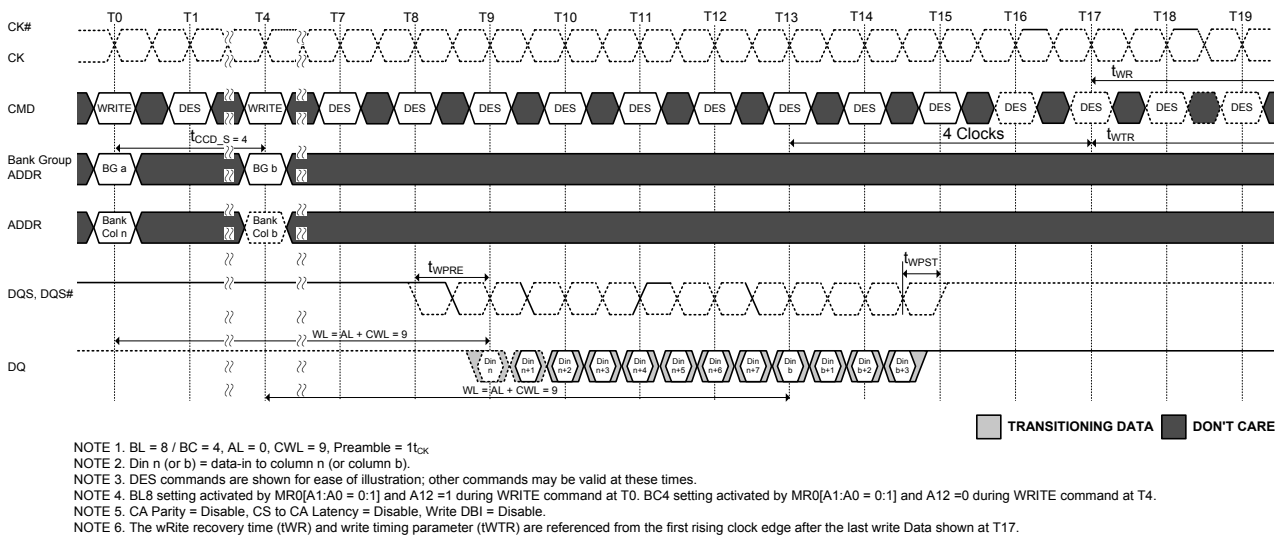 T0 T1 T4 T7 T8 T9 T10 T11 T12 T13 T14 T15 T16 T17 T18 T19
CK#
CK
tWR
CMD WRITE DES WRITE DES DES DES DES DES DES DES DES DES DES DES DES DES
tCCD_S = 4
4 Clocks
tWTR
Bank Group
ADDR
BG a BG b
ADDR
Bank
Col n
Bank
Col b
tWPRE
tWPST
DQS, DQS#
WL = AL + CWL = 9
DQ
Din
n
Din
n+1
Din
n+2
Din
n+3
Din
n+4
Din
n+5
Din
n+6
Din
n+7
Din
b
Din
b+1
Din
b+2
Din
b+3
WL = AL + CWL = 9
TRANSITIONING DATA DON'T CARE
NOTE 1. BL = 8 / BC = 4, AL = 0, CWL = 9, Preamble = 1tCK
NOTE 2. Din n (or b) = data-in to column n (or column b).
NOTE 3. DES commands are shown for ease of illustration; other commands may be valid at these times.
NOTE 4. BL8 setting activated by MR0[A1:A0 = 0:1] and A12 =1 during WRITE command at T0. BC4 setting activated by MR0[A1:A0 = 0:1] and A12 =0 during WRITE command at T4.
NOTE 5. CA Parity = Disable, CS to CA Latency = Disable, Write DBI = Disable.
NOTE 6. The wRite recovery time (tWR) and write timing parameter (tWTR) are referenced from the first rising clock edge after the last write Data shown at T17.